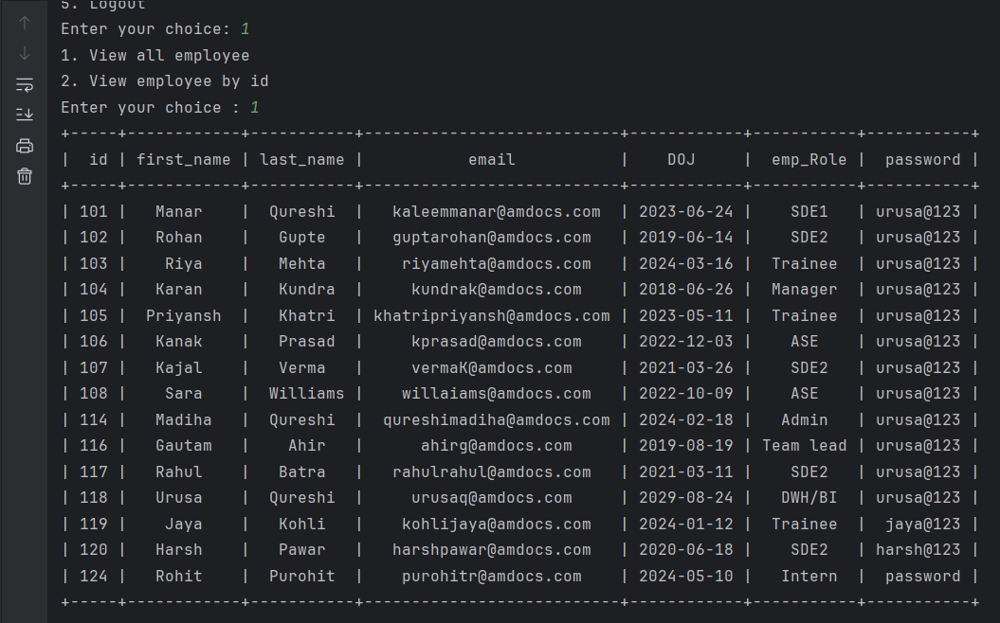 5. Logout
Enter your choice: 1
1. View all employee
2. View employee by id
Enter your choice : 1
+-----+------------+-----------+---------------------------+------------+-----------+-----------+
|  id | first_name | last_name |           email           |    DOJ     |  emp_Role |  password |
+-----+------------+-----------+---------------------------+------------+-----------+-----------+
| 101 |   Manar    |  Qureshi  |   kaleemmanar@amdocs.com  | 2023-06-24 |    SDE1   | urusa@123 |
| 102 |   Rohan    |   Gupte   |   guptarohan@amdocs.com   | 2019-06-14 |    SDE2   | urusa@123 |
| 103 |    Riya    |   Mehta   |    riyamehta@amdocs.com   | 2024-03-16 |  Trainee  | urusa@123 |
| 104 |   Karan    |   Kundra  |     kundrak@amdocs.com    | 2018-06-26 |  Manager  | urusa@123 |
| 105 |  Priyansh  |   Khatri  | khatripriyansh@amdocs.com | 2023-05-11 |  Trainee  | urusa@123 |
| 106 |   Kanak    |   Prasad  |     kprasad@amdocs.com    | 2022-12-03 |    ASE    | urusa@123 |
| 107 |   Kajal    |   Verma   |     vermaK@amdocs.com     | 2021-03-26 |    SDE2   | urusa@123 |
| 108 |    Sara    |  Williams |    willaiams@amdocs.com   | 2022-10-09 |    ASE    | urusa@123 |
| 114 |   Madiha   |  Qureshi  |  qureshimadiha@amdocs.com | 2024-02-18 |   Admin   | urusa@123 |
| 116 |   Gautam   |    Ahir   |      ahirg@amdocs.com     | 2019-08-19 | Team lead | urusa@123 |
| 117 |   Rahul    |   Batra   |   rahulrahul@amdocs.com   | 2021-03-11 |    SDE2   | urusa@123 |
| 118 |   Urusa    |  Qureshi  |     urusaq@amdocs.com     | 2029-08-24 |   DWH/BI  | urusa@123 |
| 119 |    Jaya    |   Kohli   |    kohlijaya@amdocs.com   | 2024-01-12 |  Trainee  |  jaya@123 |
| 120 |   Harsh    |   Pawar   |   harshpawar@amdocs.com   | 2020-06-18 |    SDE2   | harsh@123 |
| 124 |   Rohit    |  Purohit  |    purohitr@amdocs.com    | 2024-05-10 |   Intern  |  password |
+-----+------------+-----------+---------------------------+------------+-----------+-----------+